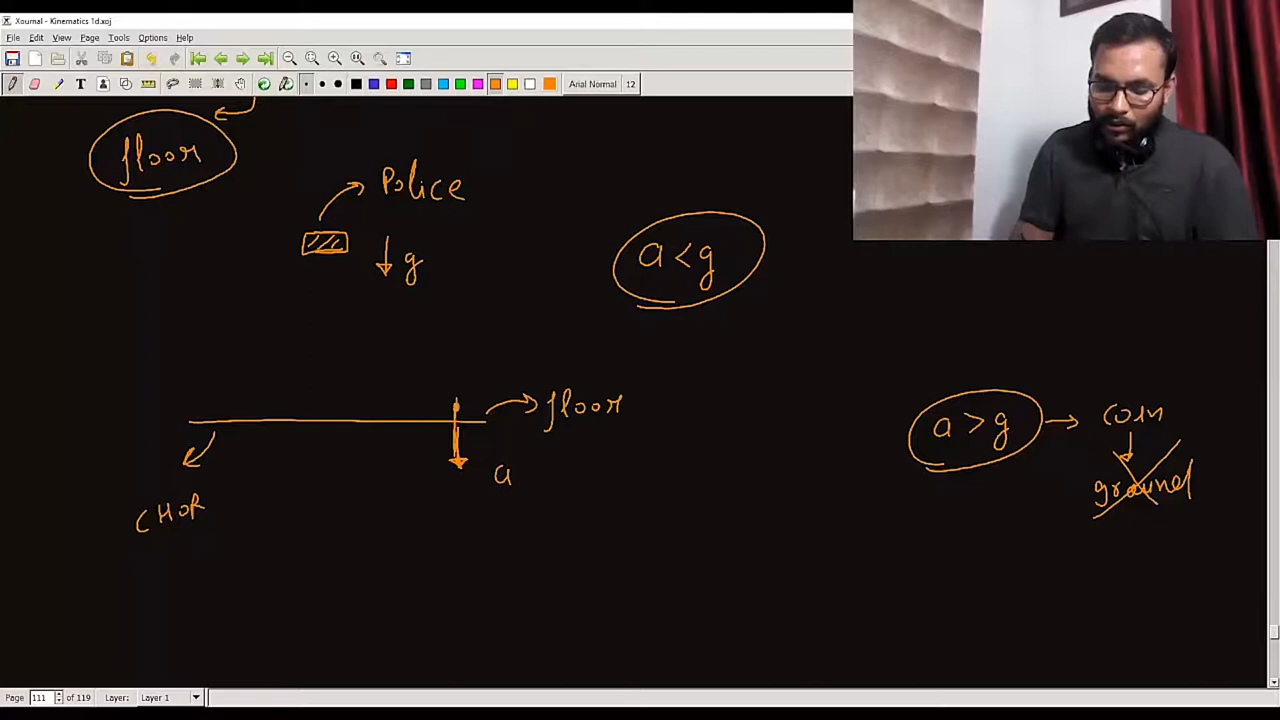 Xournal - Kinematics 1d.xoj
File Edit View Page Tools Options Help
T Arial Normal 12
floor
Police
g
a < g
floor
a > g → coin
ground
a
CHOR
Page 111 of 119 Layer: Layer 1